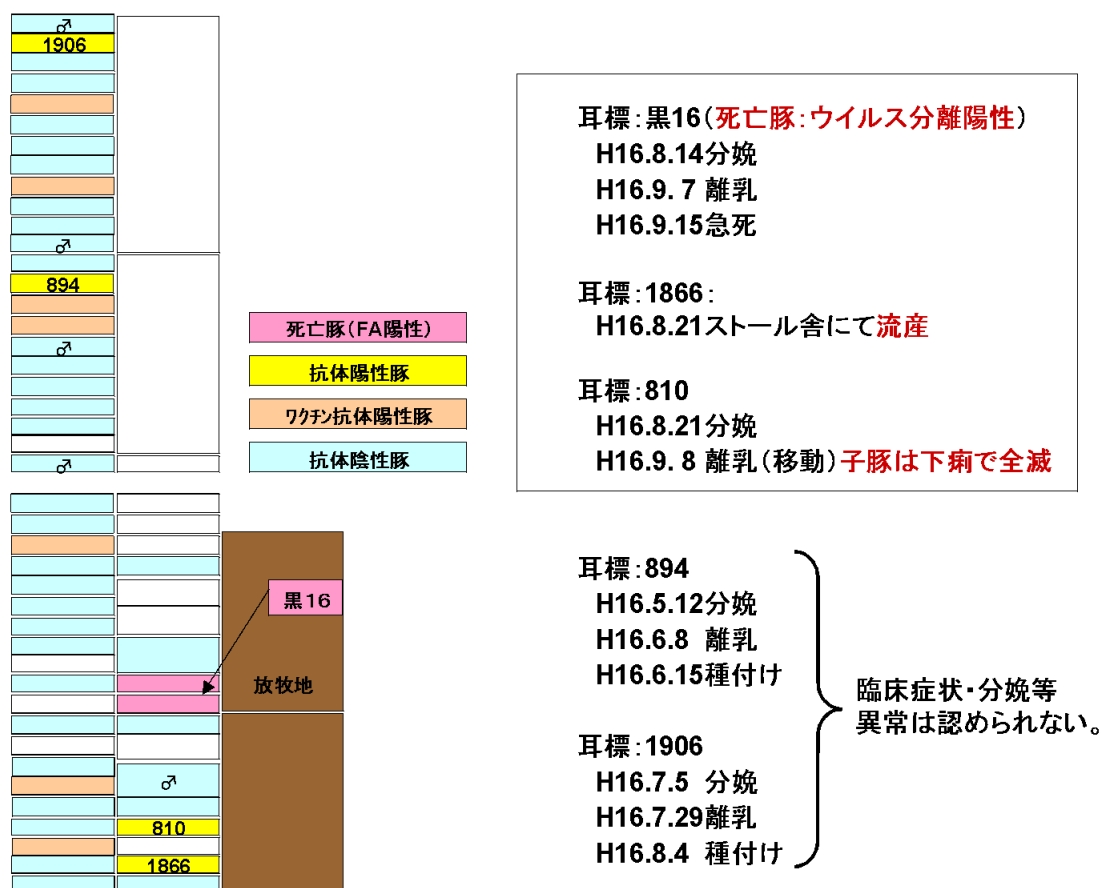 ♂
1906
♂
894
♂
♂
死亡豚(FA陽性)
抗体陽性豚
ワクチン抗体陽性豚
抗体陰性豚
黒16
放牧地
♂
810
1866
耳標:黒16(死亡豚:ウイルス分離陽性)
H16.8.14分娩
H16.9. 7 離乳
H16.9.15急死
耳標:1866:
H16.8.21ストール舎にて流産
耳標:810
H16.8.21分娩
H16.9. 8 離乳(移動)子豚は下痢で全滅
耳標:894
H16.5.12分娩
H16.6.8 離乳
H16.6.15種付け
耳標:1906
H16.7.5 分娩
H16.7.29離乳
H16.8.4 種付け
臨床症状・分娩等
異常は認められない。